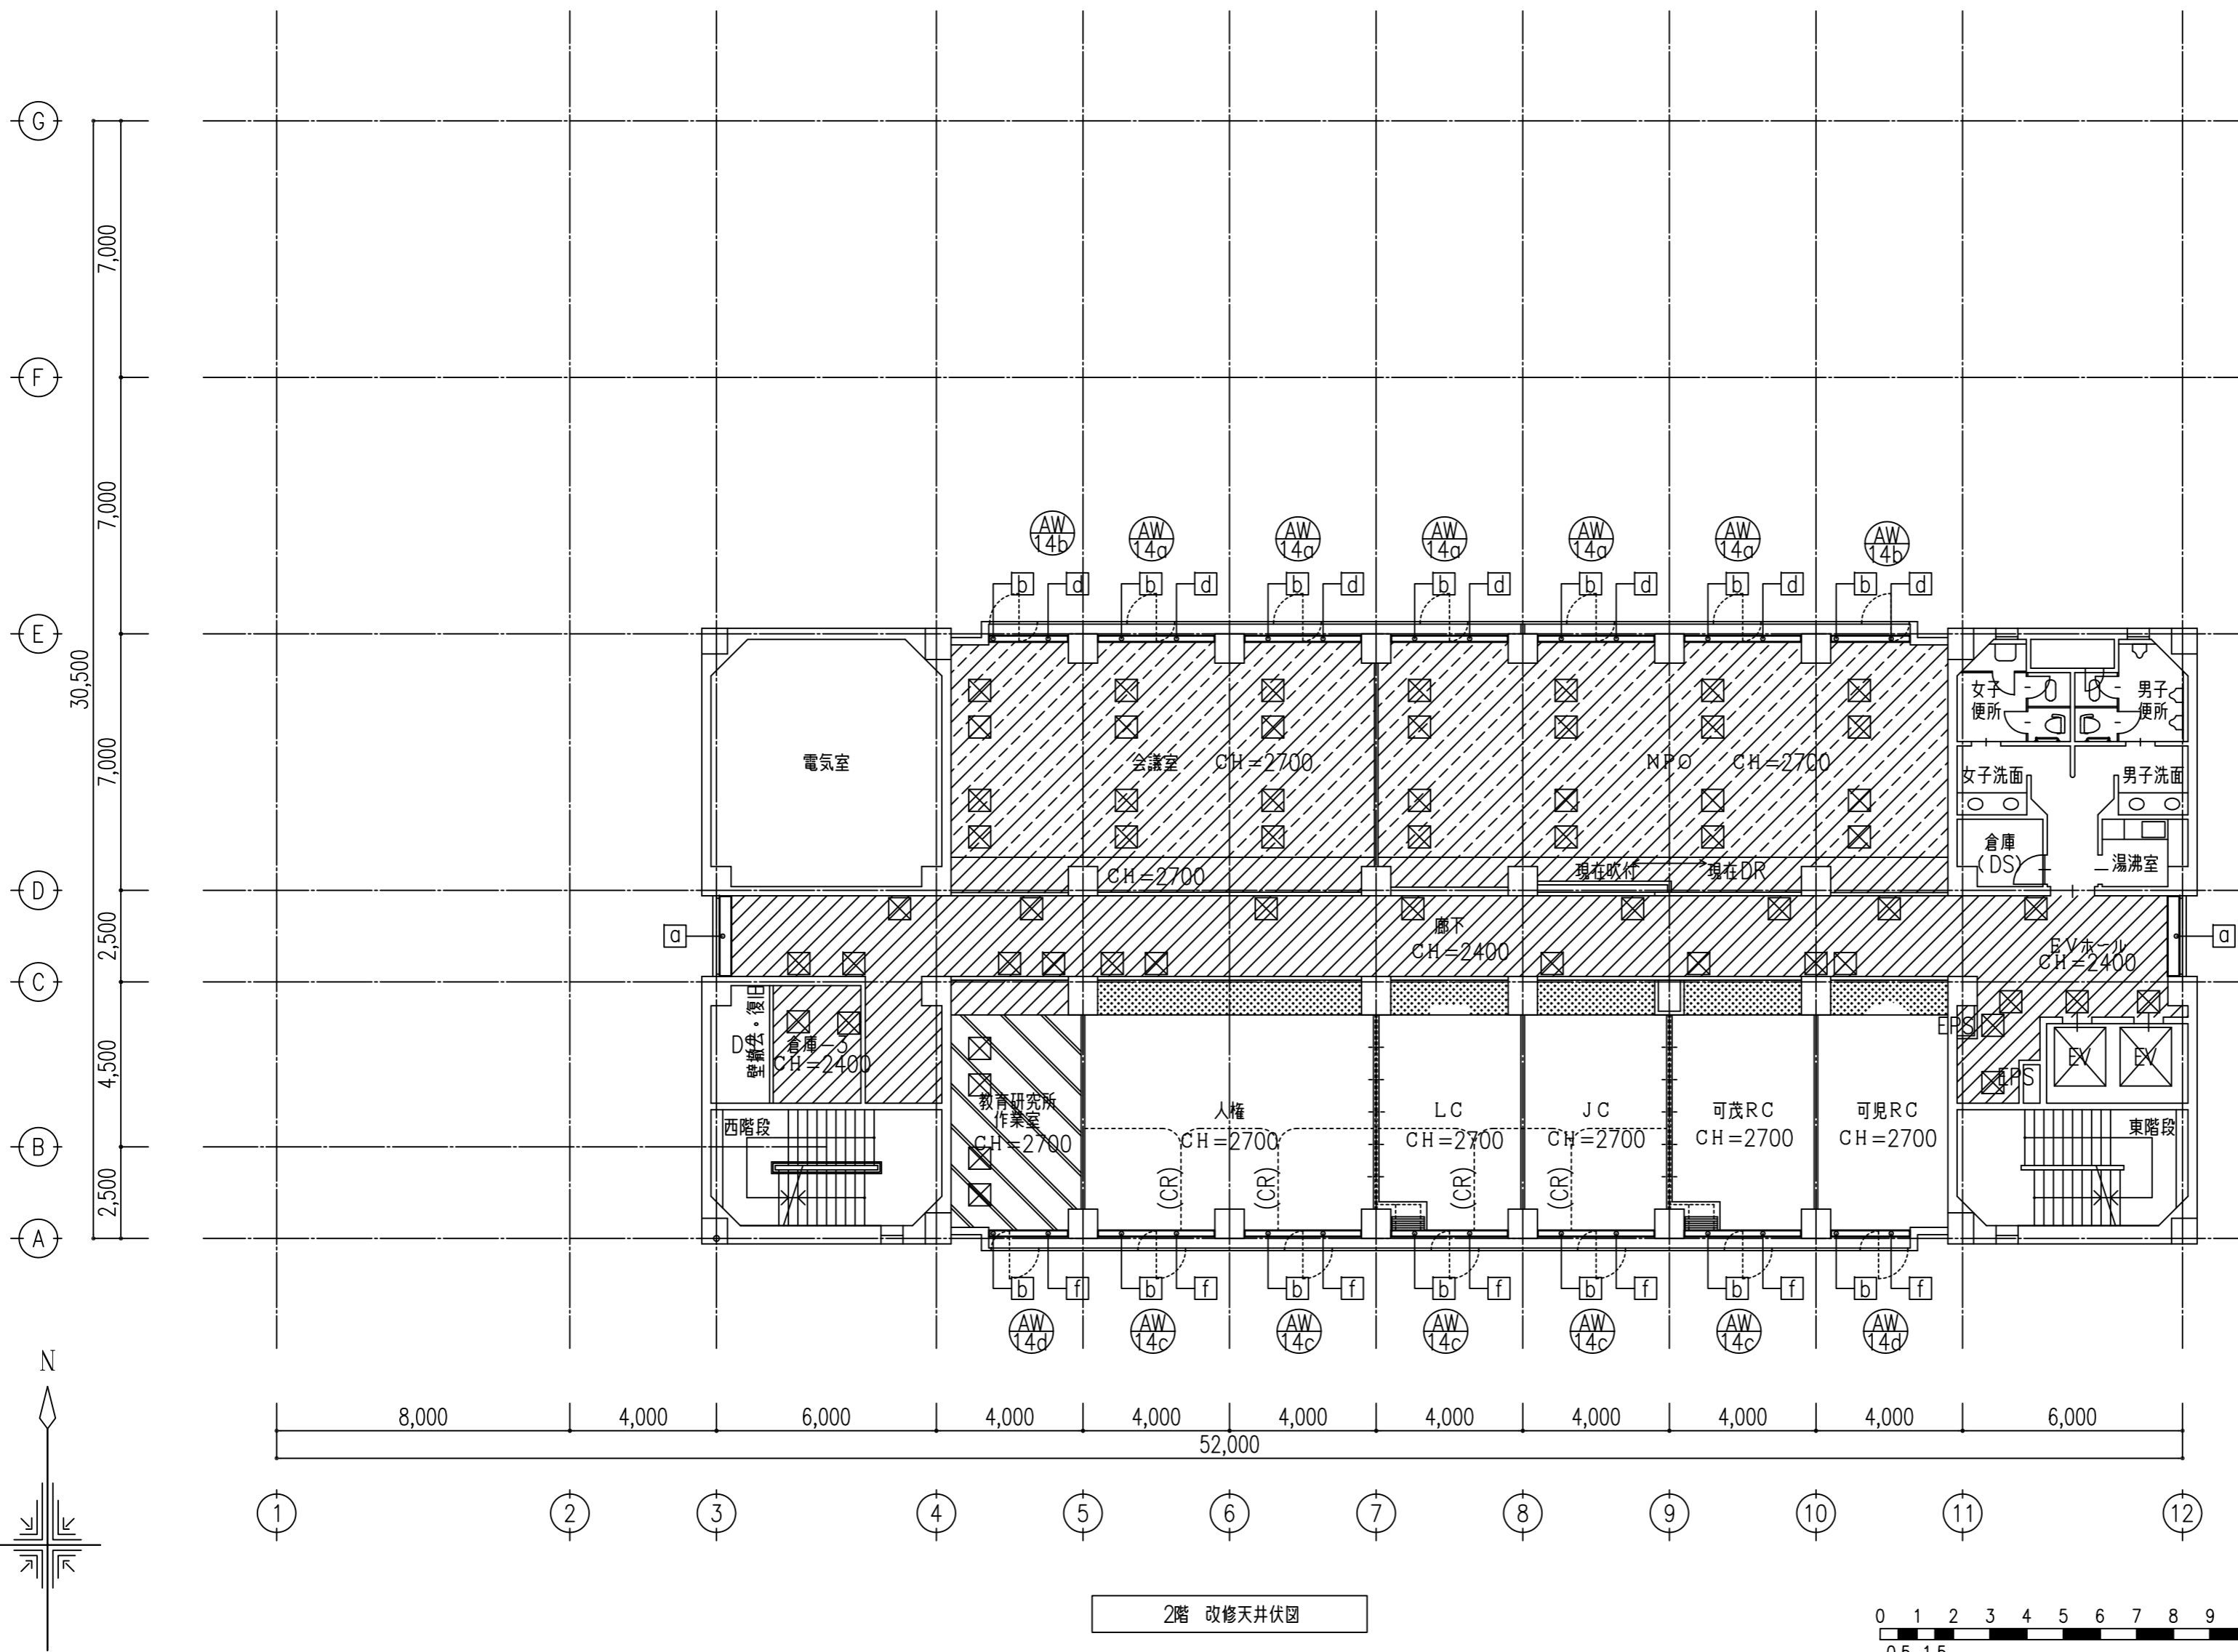 G
F
E
D
C
B
A
7,000
7,000
7,000
2,500
4,500
2,500
30,500
AW 14b
AW 14a
AW 14a
AW 14a
AW 14a
AW 14a
AW 14b
b d b d b d b d b d b d b d
電気室
会議室 CH=2700
NPO CH=2700
女子
便所
男子
便所
女子洗面
男子洗面
倉庫
(DS)
湯沸室
CH=2700
現在吹付
現在DR
a
廊下
CH=2400
EVホール
CH=2400
a
壁撤去・復旧
倉庫-3
CH=2400
EPS
EPS
EV
EV
西階段
東階段
教育研究所
作業室
CH=2700
人権
CH=2700
LC
CH=2700
JC
CH=2700
可茂RC
CH=2700
可児RC
CH=2700
(CR)
(CR)
(CR)
(CR)
b f b f b f b f b f b f b f
AW 14d
AW 14c
AW 14c
AW 14c
AW 14c
AW 14c
AW 14d
N
8,000 4,000 6,000 4,000 4,000 4,000 4,000 4,000 4,000 4,000 6,000
52,000
1 2 3 4 5 6 7 8 9 10 11 12
2階 改修天井伏図
0 1 2 3 4 5 6 7 8 9